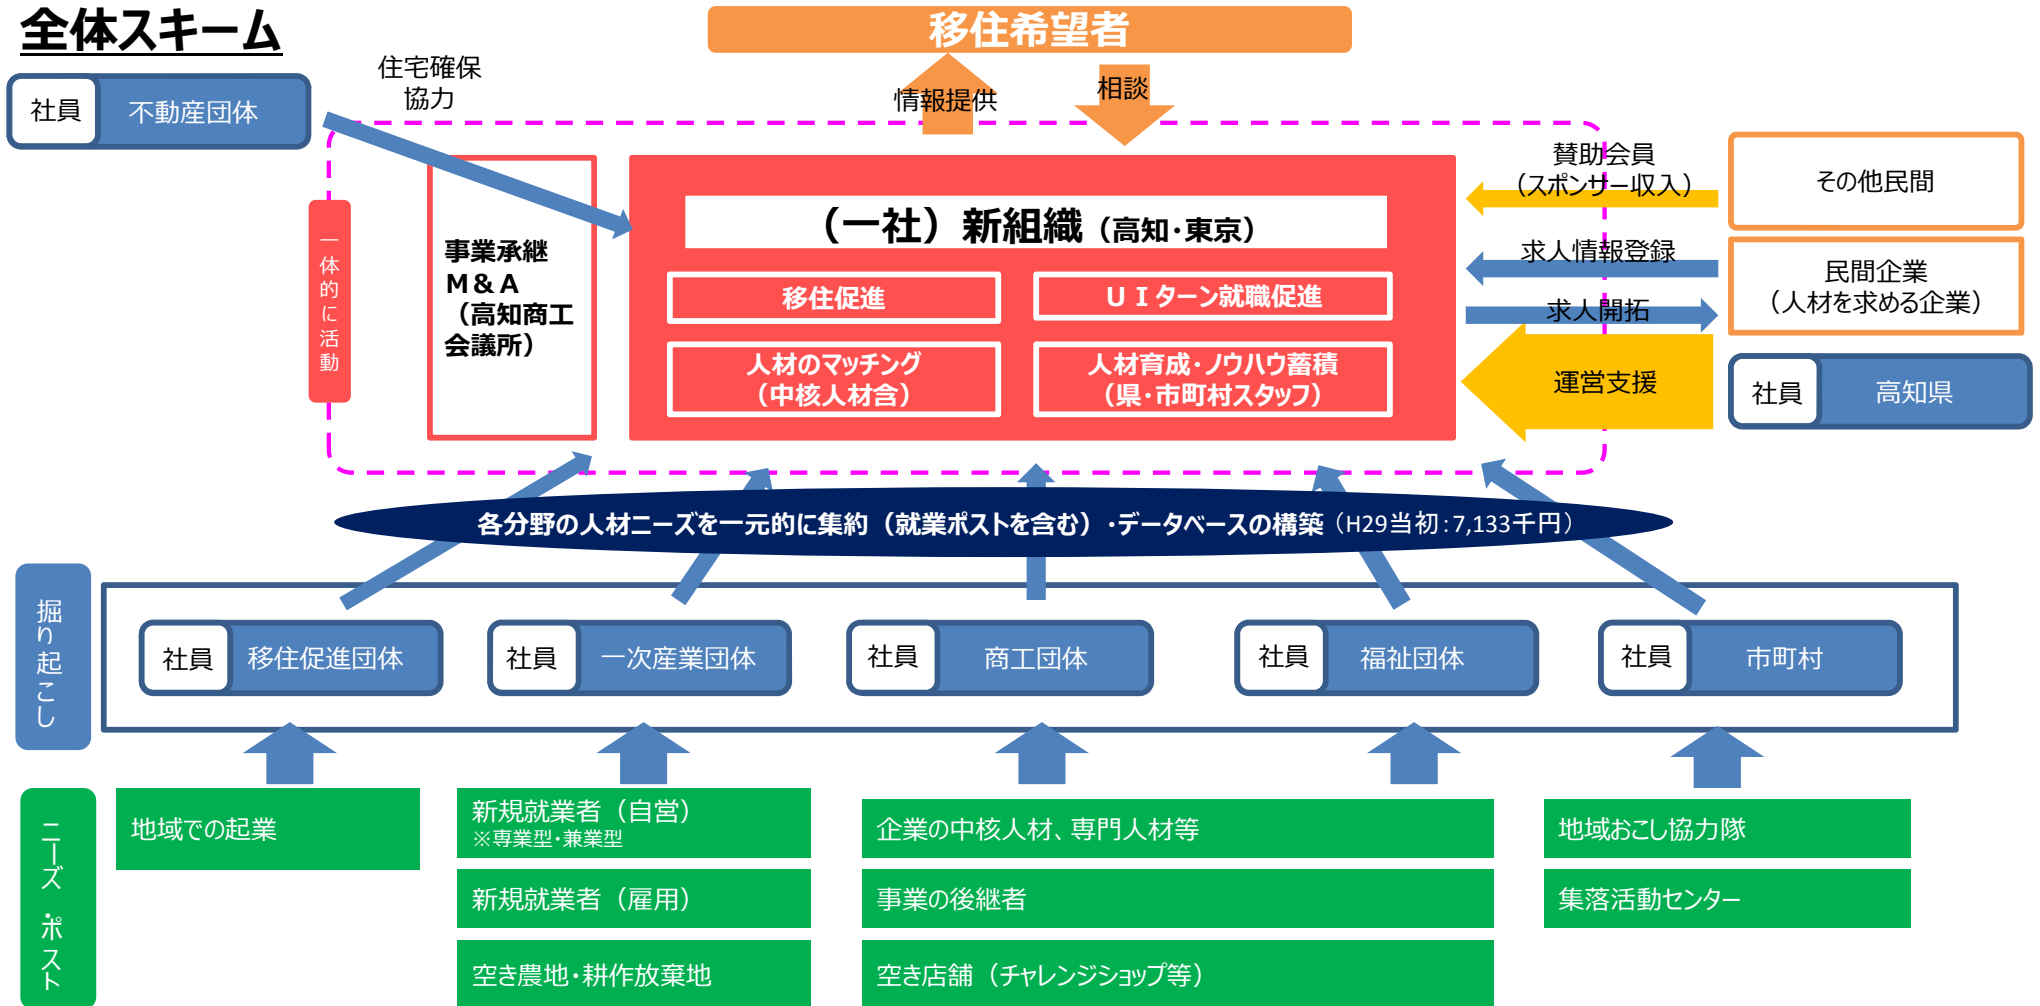 全体スキーム
移住希望者
住宅確保
協力
情報提供
相談
社員
不動産団体
一体的に活動
事業承継
M&A
（高知商工
会議所）
（一社）新組織（高知・東京）
移住促進
UIターン就職促進
人材のマッチング
（中核人材含）
人材育成・ノウハウ蓄積
（県・市町村スタッフ）
賛助会員
（スポンサー収入）
その他民間
求人情報登録
求人開拓
民間企業
（人材を求める企業）
運営支援
社員
高知県
各分野の人材ニーズを一元的に集約（就業ポストを含む）・データベースの構築（H29当初：7,133千円）
掘り起こし
社員
移住促進団体
社員
一次産業団体
社員
商工団体
社員
福祉団体
社員
市町村
ニーズ・ポスト
地域での起業
新規就業者（自営）
※専業型・兼業型
新規就業者（雇用）
空き農地・耕作放棄地
企業の中核人材、専門人材等
事業の後継者
空き店舗（チャレンジショップ等）
地域おこし協力隊
集落活動センター